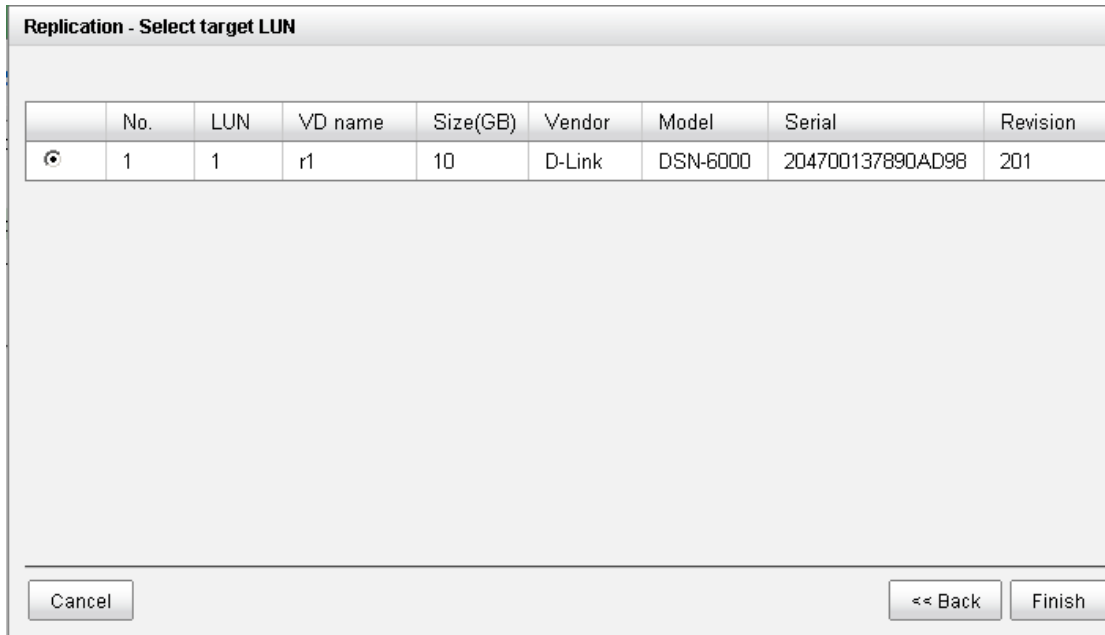 Replication - Select target LUN
No. LUN VD name Size(GB) Vendor Model Serial Revision
1 1 r1 10 D-Link DSN-6000 204700137890AD98 201
Cancel << Back Finish